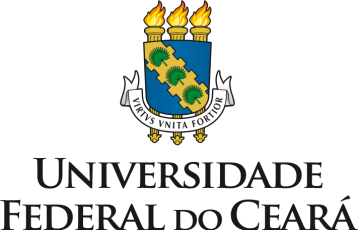 VIRTVS VNITA FORTIOR
UNIVERSIDADE
FEDERAL DO CEARÁ